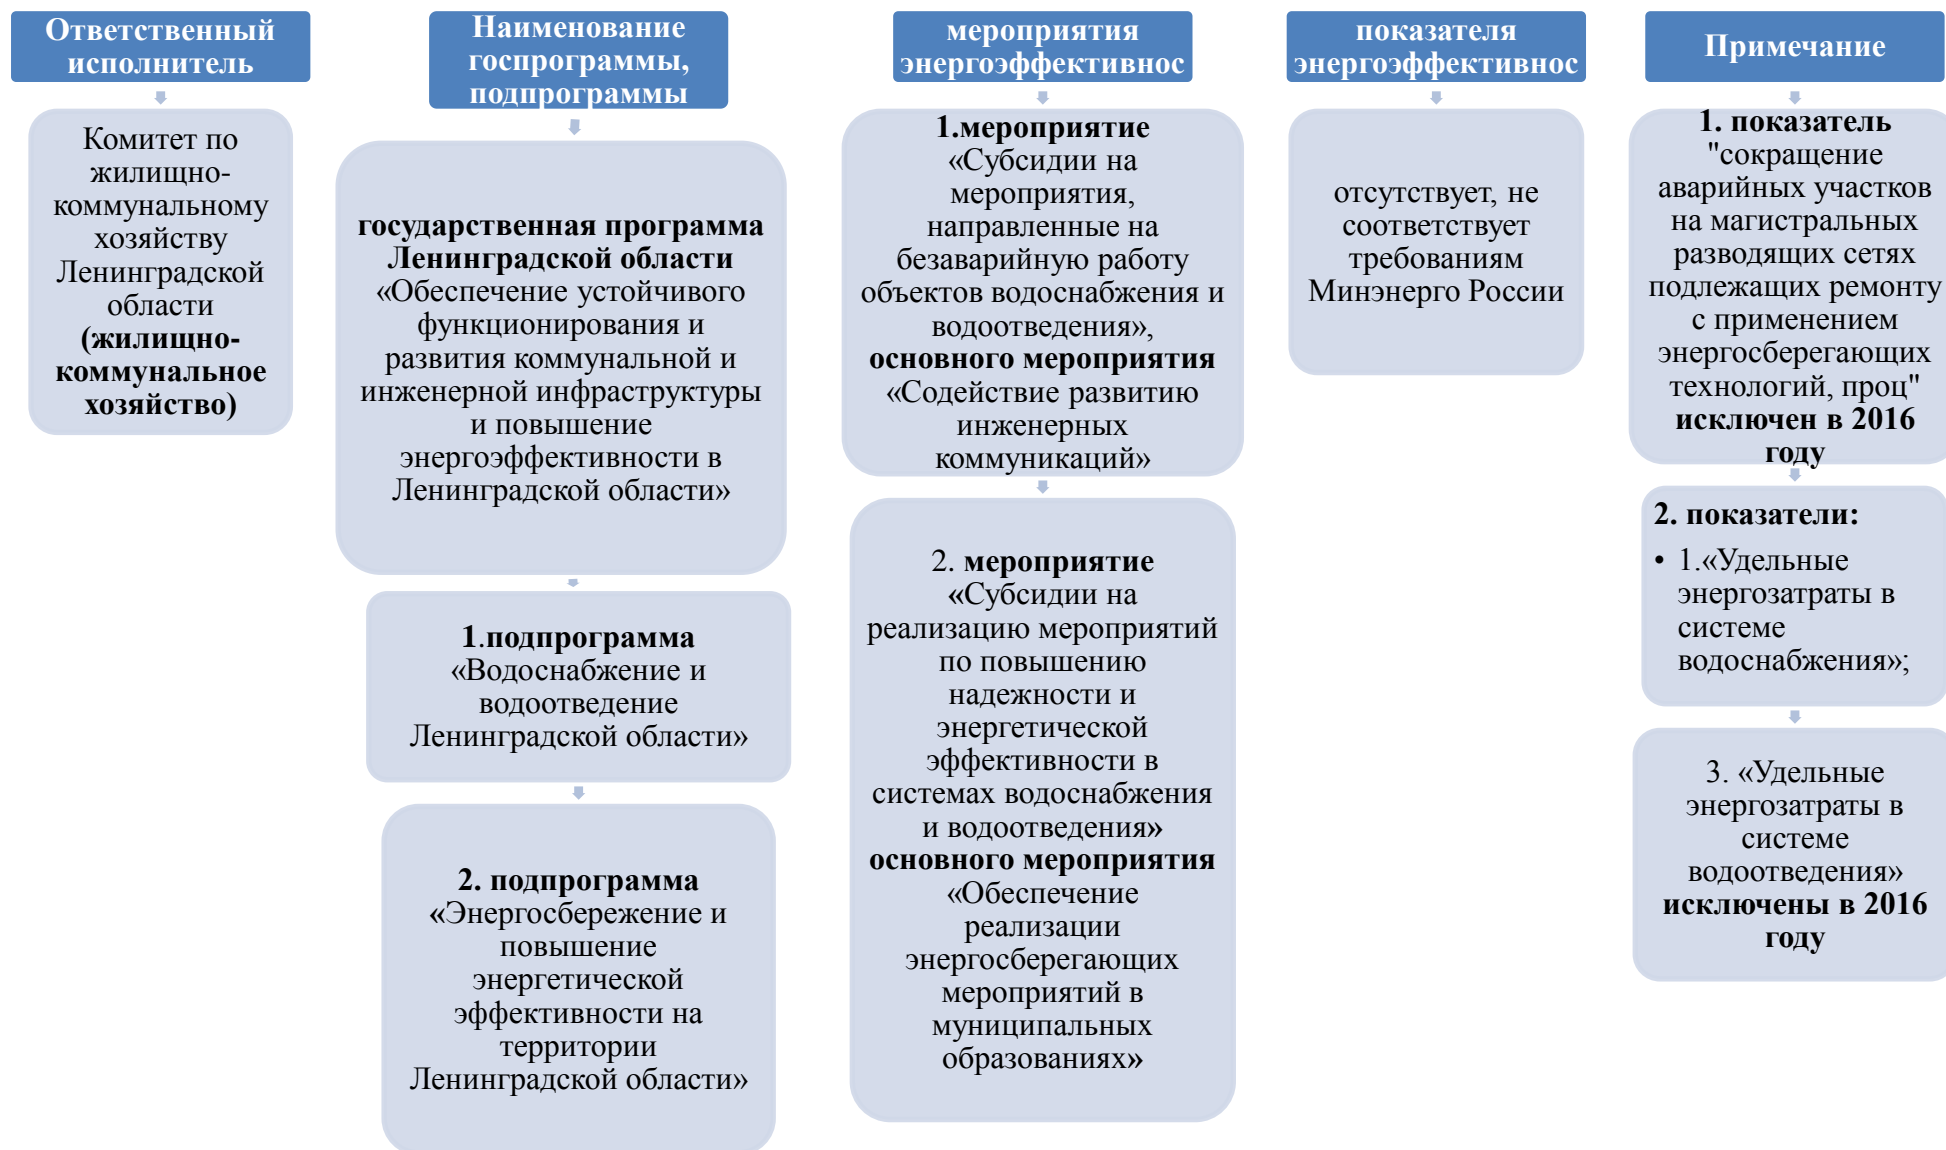 Ответственный
исполнитель
Комитет по
жилищно-
коммунальному
хозяйству
Ленинградской
области
(жилищно-
коммунальное
хозяйство)
Наименование
госпрограммы,
подпрограммы
государственная программа
Ленинградской области
«Обеспечение устойчивого
функционирования и
развития коммунальной и
инженерной инфраструктуры
и повышение
энергоэффективности в
Ленинградской области»
1.подпрограмма
«Водоснабжение и
водоотведение
Ленинградской области»
2. подпрограмма
«Энергосбережение и
повышение
энергетической
эффективности на
территории
Ленинградской области»
мероприятия
энергоэффективнос
1.мероприятие
«Субсидии на
мероприятия,
направленные на
безаварийную работу
объектов водоснабжения и
водоотведения»,
основного мероприятия
«Содействие развитию
инженерных
коммуникаций»
2. мероприятие
«Субсидии на
реализацию мероприятий
по повышению
надежности и
энергетической
эффективности в
системах водоснабжения
и водоотведения»
основного мероприятия
«Обеспечение
реализации
энергосберегающих
мероприятий в
муниципальных
образованиях»
показателя
энергоэффективнос
отсутствует, не
соответствует
требованиям
Минэнерго России
Примечание
1. показатель
"сокращение
аварийных участков
на магистральных
разводящих сетях
подлежащих ремонту
с применением
энергосберегающих
технологий, проц"
исключен в 2016
году
2. показатели:
• 1.«Удельные
энергозатраты в
системе
водоснабжения»;
3. «Удельные
энергозатраты в
системе
водоотведения»
исключены в 2016
году